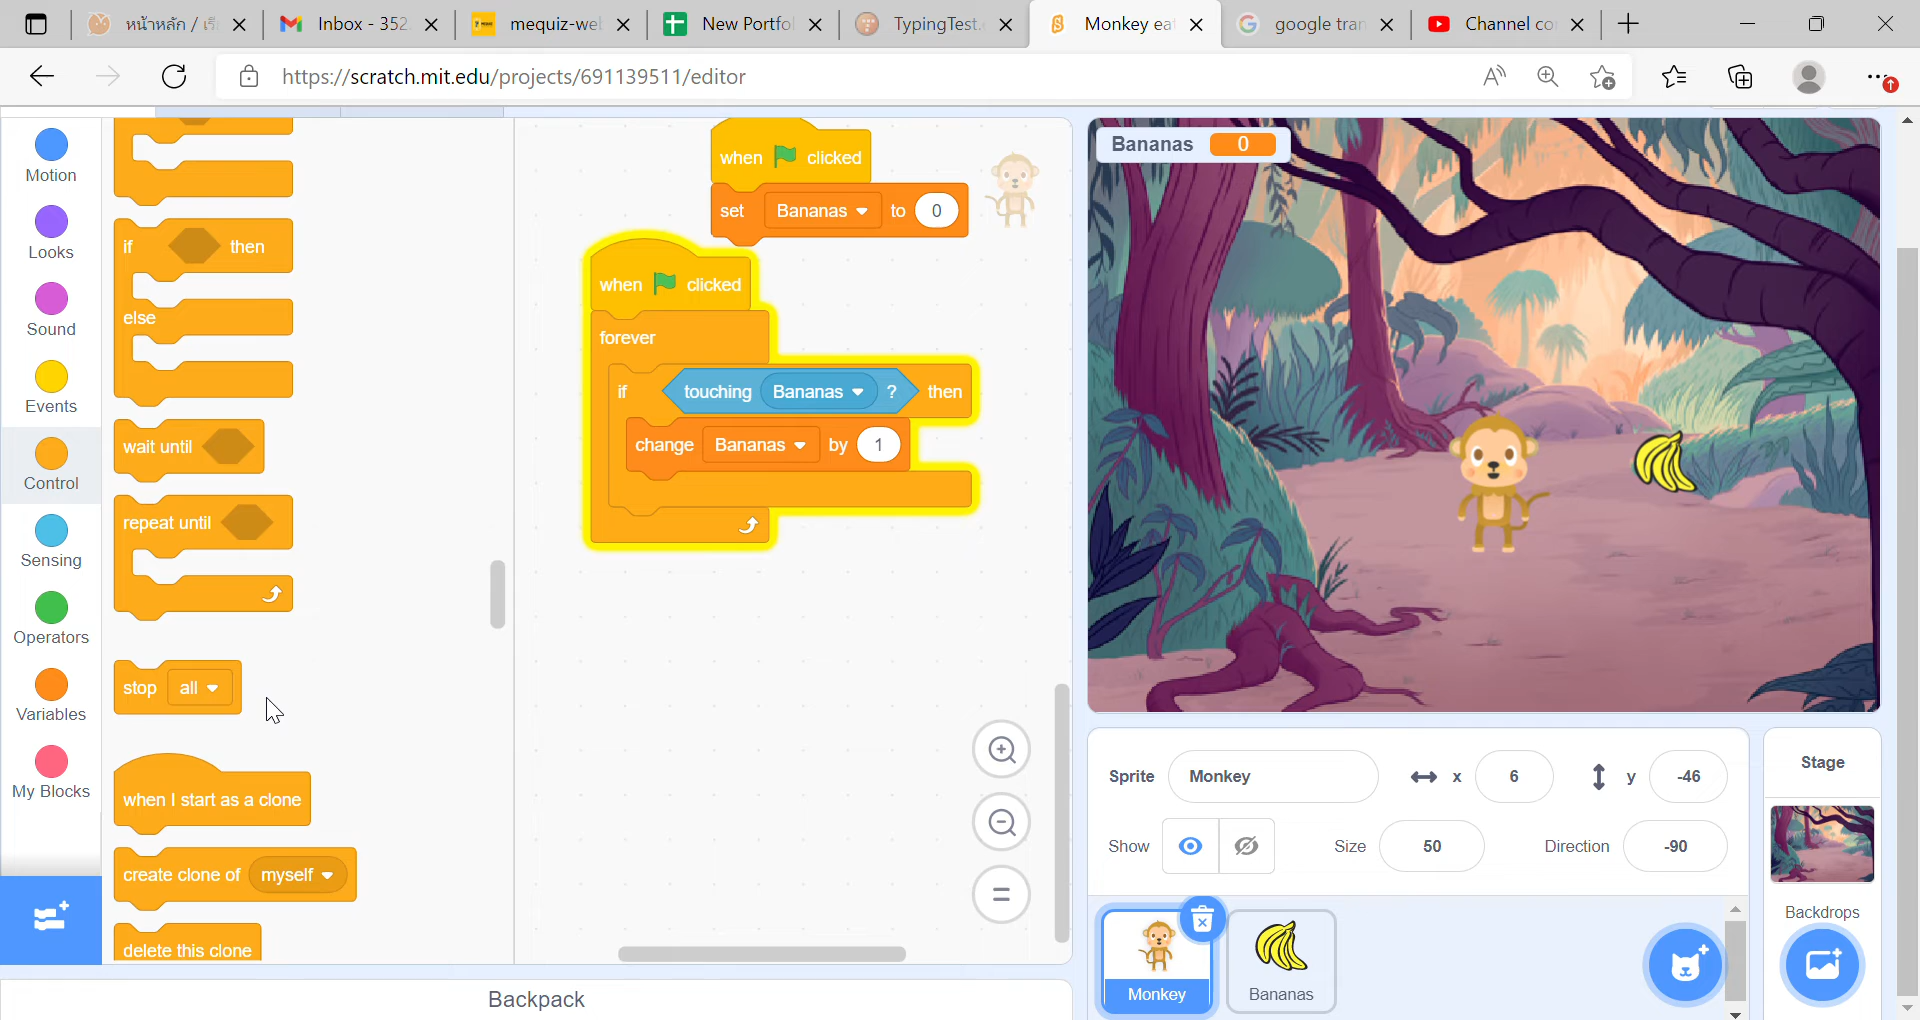 หน้าหลัก / เรี
Inbox - 352
mequiz-we
New Portfo
TypingTest.
Monkey ea
google tran
Channel co
https://scratch.mit.edu/projects/691139511/editor
Motion
Looks
Sound
Events
Control
Sensing
Operators
Variables
My Blocks
if then
else
wait until
repeat until
stop all
when I start as a clone
create clone of myself
delete this clone
when clicked
set Bananas to 0
when clicked
forever
if touching Bananas ? then
change Bananas by 1
Backpack
Bananas 0
Sprite Monkey x 6 y -46
Show Size 50 Direction -90
Monkey
Bananas
Stage
Backdrops